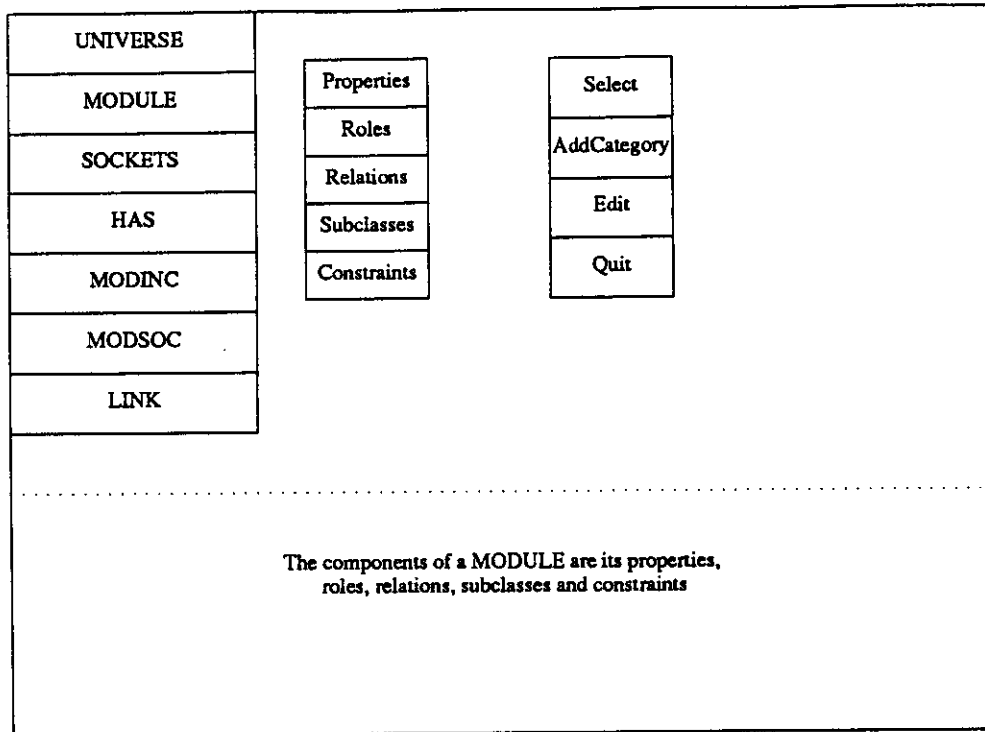 UNIVERSE
MODULE
SOCKETS
HAS
MODINC
MODSOC
LINK
Properties
Roles
Relations
Subclasses
Constraints
Select
AddCategory
Edit
Quit
The components of a MODULE are its properties,
roles, relations, subclasses and constraints